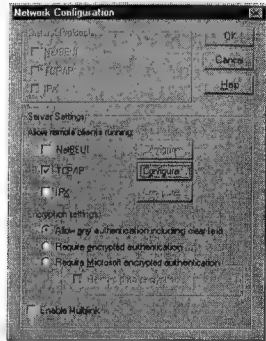 Network Configuration
OK
NetBEUI
Cancel
TCP/IP
Help
IPX
Server Settings:
Allow remote clients running:
NetBEUI
TCP/IP
Configure
IPX
Encryption settings:
Allow any authentication including clear text
Require encrypted authentication
Require Microsoft encrypted authentication
Enable Multilink